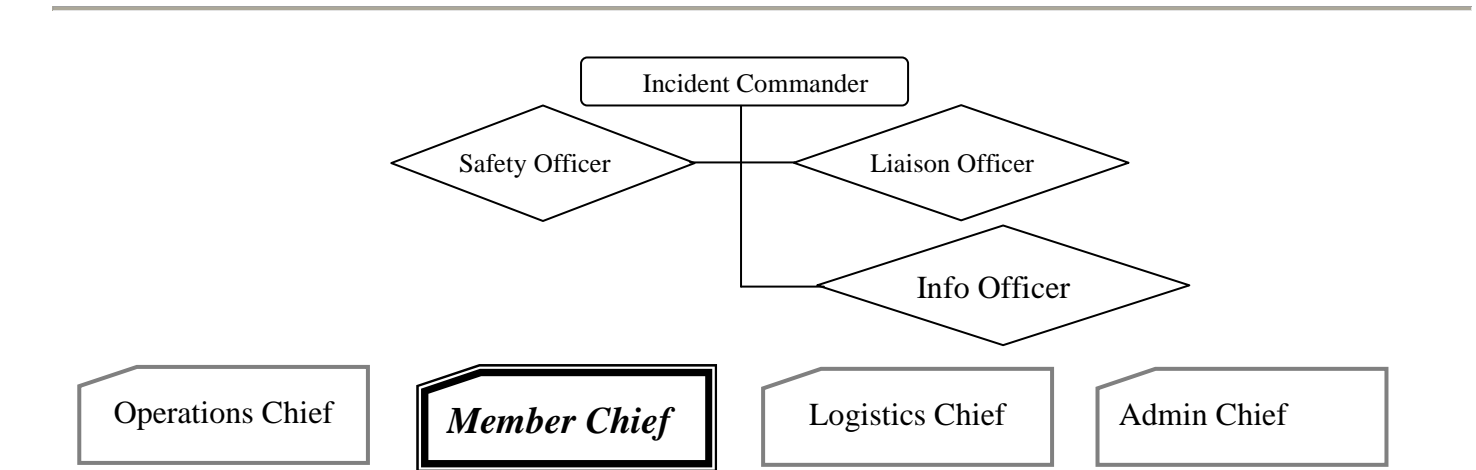 Incident Commander
Safety Officer
Liaison Officer
Info Officer
Operations Chief
Member Chief
Logistics Chief
Admin Chief